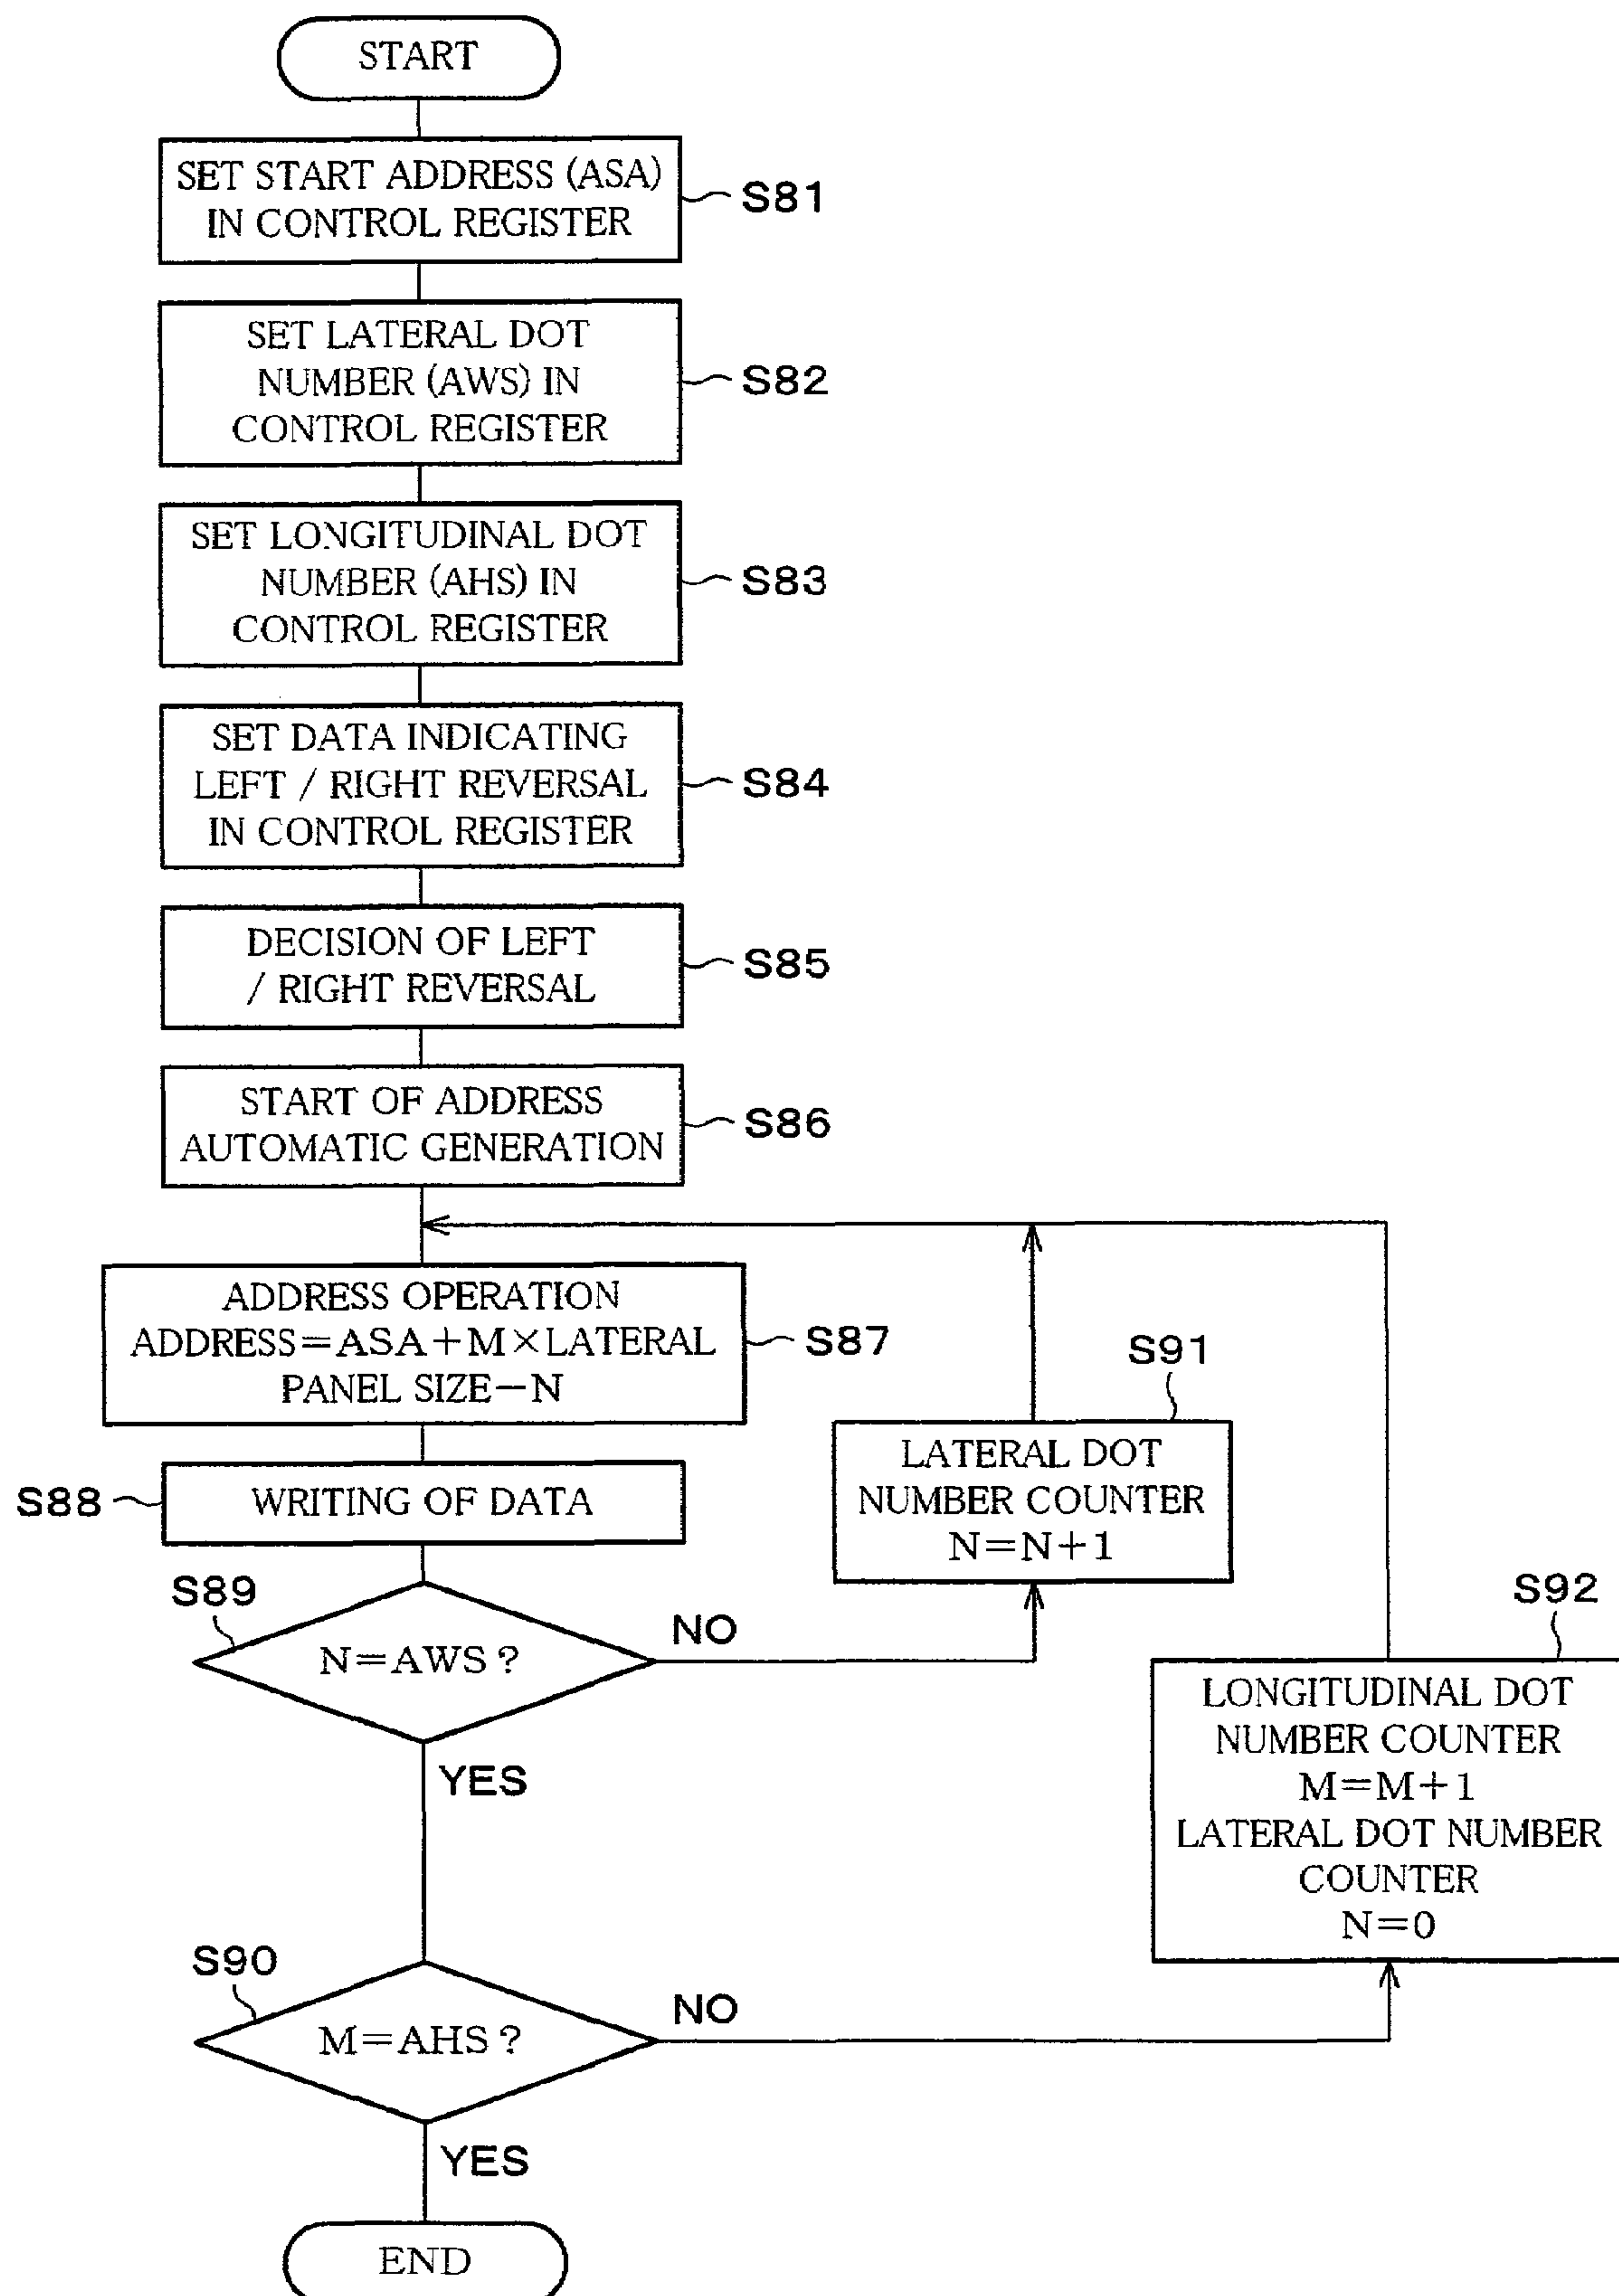 START
SET START ADDRESS (ASA)
IN CONTROL REGISTER
S81
SET LATERAL DOT
NUMBER (AWS) IN
CONTROL REGISTER
S82
SET LONGITUDINAL DOT
NUMBER (AHS) IN
CONTROL REGISTER
S83
SET DATA INDICATING
LEFT / RIGHT REVERSAL
IN CONTROL REGISTER
S84
DECISION OF LEFT
/ RIGHT REVERSAL
S85
START OF ADDRESS
AUTOMATIC GENERATION
S86
ADDRESS OPERATION
ADDRESS=ASA+M×LATERAL
PANEL SIZE−N
S87
S88
WRITING OF DATA
S89
N=AWS?
NO
YES
S91
LATERAL DOT
NUMBER COUNTER
N=N+1
S92
LONGITUDINAL DOT
NUMBER COUNTER
M=M+1
LATERAL DOT NUMBER
COUNTER
N=0
S90
M=AHS?
NO
YES
END